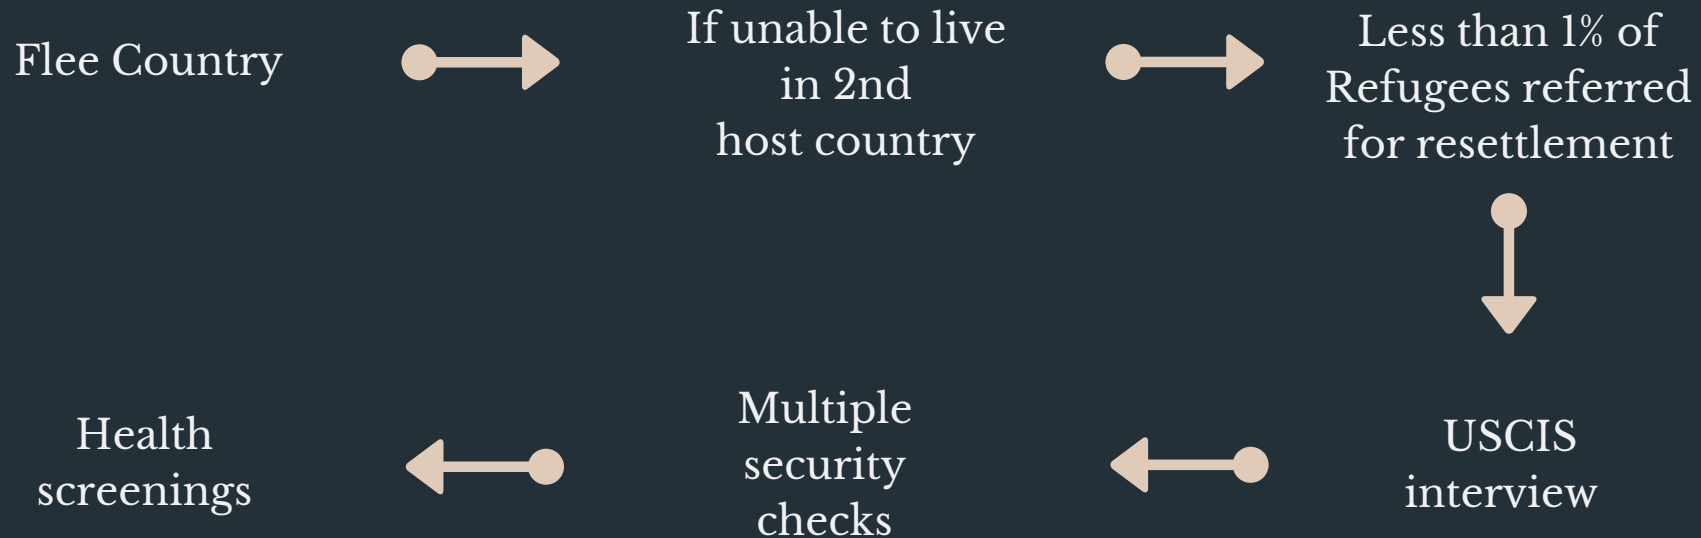 Flee Country
If unable to live
in 2nd
host country
Less than 1% of
Refugees referred
for resettlement
USCIS
interview
Multiple
security
checks
Health
screenings